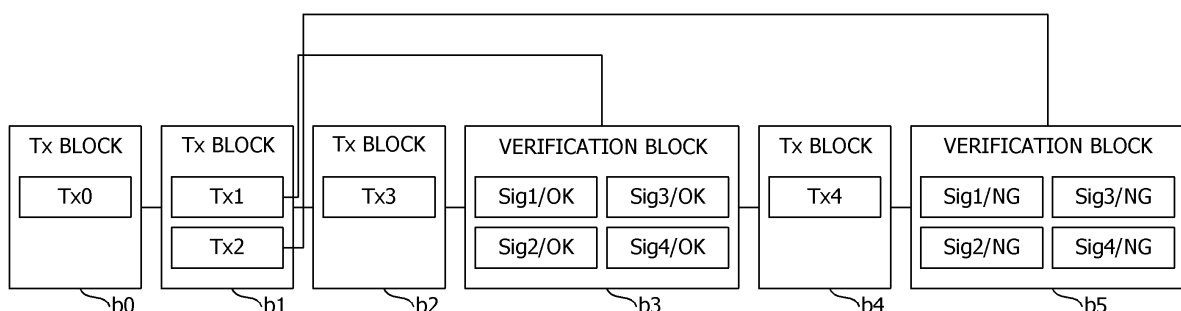 Tx BLOCK
Tx0
b0
Tx BLOCK
Tx1
Tx2
b1
Tx BLOCK
Tx3
b2
VERIFICATION BLOCK
Sig1/OK
Sig3/OK
Sig2/OK
Sig4/OK
b3
Tx BLOCK
Tx4
b4
VERIFICATION BLOCK
Sig1/NG
Sig3/NG
Sig2/NG
Sig4/NG
b5